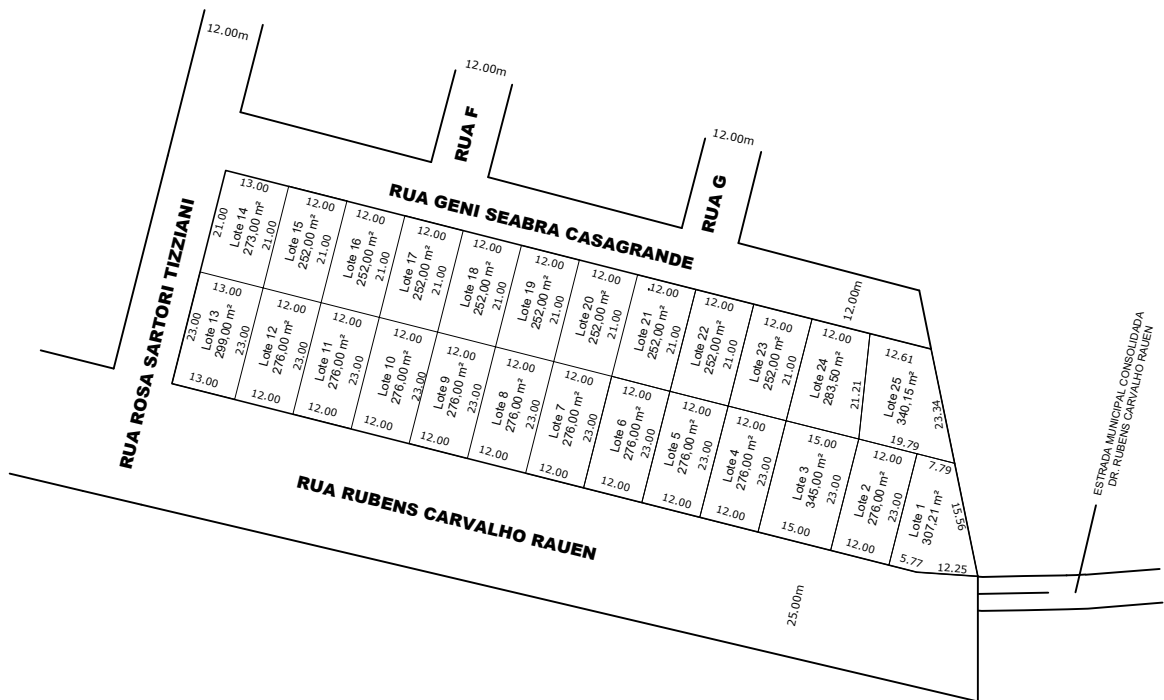 12.00m
12.00m
12.00m
RUA F
RUA G
RUA GENI SEABRA CASAGRANDE
RUA ROSA SARTORI TIZZIANI
12.00m
13.00
21.00
Lote 14
273,00 m²
21.00
12.00
Lote 15
252,00 m²
21.00
12.00
Lote 16
252,00 m²
21.00
12.00
Lote 17
252,00 m²
21.00
12.00
Lote 18
252,00 m²
21.00
12.00
Lote 19
252,00 m²
21.00
12.00
Lote 20
252,00 m²
21.00
12.00
Lote 21
252,00 m²
21.00
12.00
Lote 22
252,00 m²
21.00
12.00
Lote 23
252,00 m²
21.00
12.00
Lote 24
283,50 m²
21.21
12.61
Lote 25
340,15 m²
23.34
19.79
13.00
23.00
Lote 13
299,00 m²
23.00
13.00
12.00
Lote 12
276,00 m²
23.00
12.00
12.00
Lote 11
276,00 m²
23.00
12.00
12.00
Lote 10
276,00 m²
23.00
12.00
12.00
Lote 9
276,00 m²
23.00
12.00
12.00
Lote 8
276,00 m²
23.00
12.00
12.00
Lote 7
276,00 m²
23.00
12.00
12.00
Lote 6
276,00 m²
23.00
12.00
12.00
Lote 5
276,00 m²
23.00
12.00
12.00
Lote 4
276,00 m²
23.00
12.00
15.00
Lote 3
345,00 m²
23.00
15.00
12.00
Lote 2
276,00 m²
23.00
12.00
7.79
Lote 1
307,21 m²
15.56
5.77
12.25
RUA RUBENS CARVALHO RAUEN
25.00m
ESTRADA MUNICIPAL CONSOLIDADA
DR. RUBENS CARVALHO RAUEN